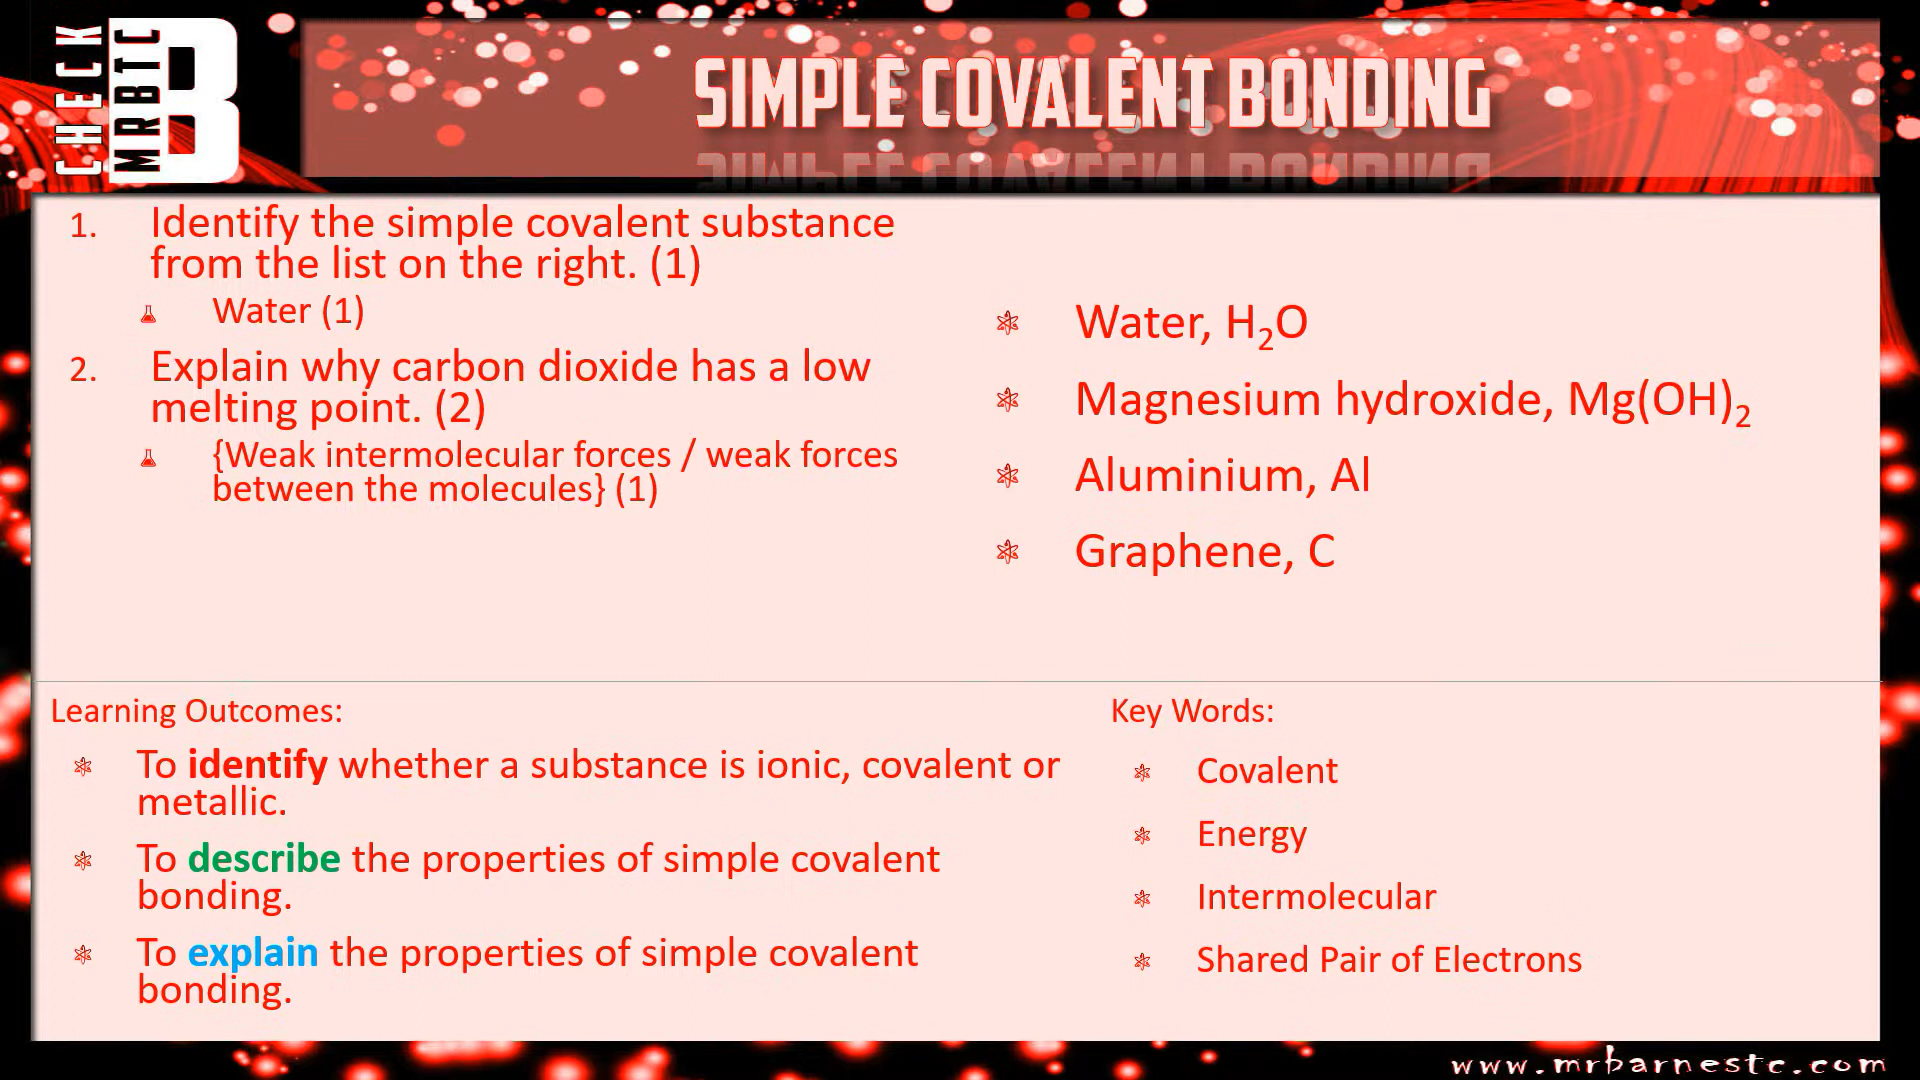 CHECK
MRBTC
B
SIMPLE COVALENT BONDING
1. Identify the simple covalent substance
from the list on the right. (1)
Water (1)
2. Explain why carbon dioxide has a low
melting point. (2)
{Weak intermolecular forces / weak forces
between the molecules} (1)
Water, H₂O
Magnesium hydroxide, Mg(OH)₂
Aluminium, Al
Graphene, C
Learning Outcomes:
To identify whether a substance is ionic, covalent or
metallic.
To describe the properties of simple covalent
bonding.
To explain the properties of simple covalent
bonding.
Key Words:
Covalent
Energy
Intermolecular
Shared Pair of Electrons
www.mrbarnestc.com